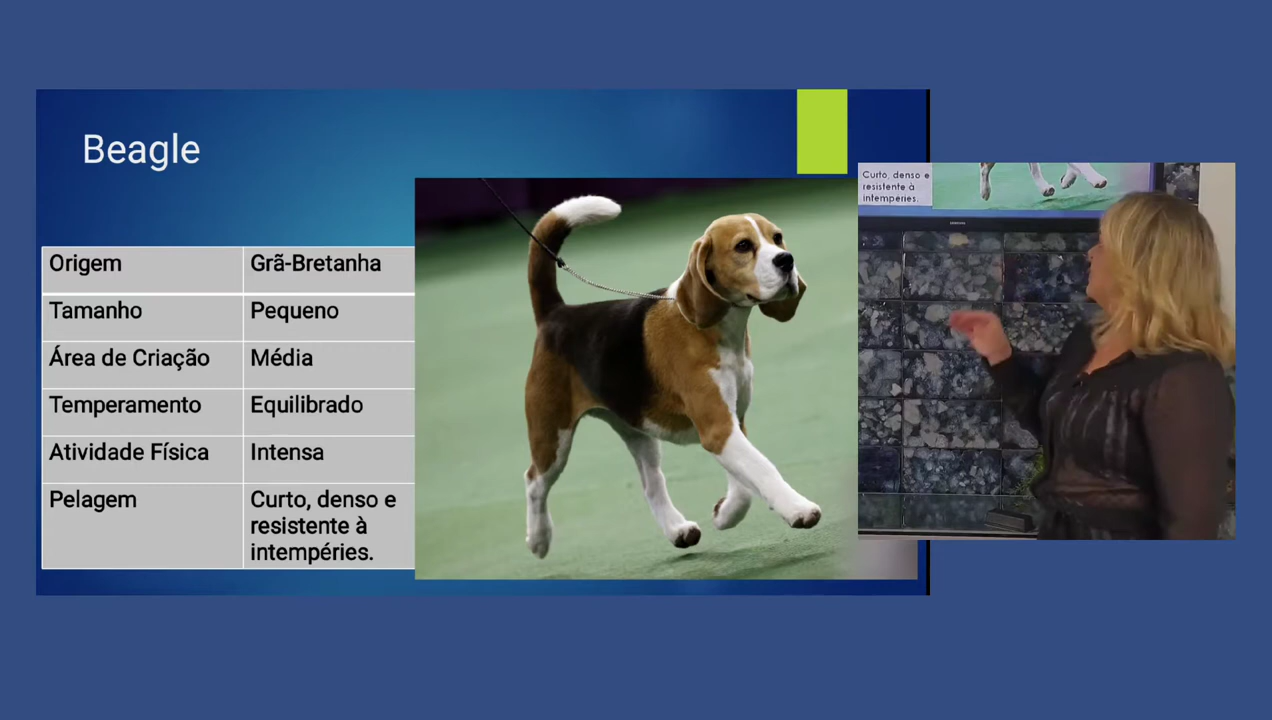 Beagle
Origem Grã-Bretanha
Tamanho Pequeno
Área de Criação Média
Temperamento Equilibrado
Atividade Física Intensa
Pelagem Curto, denso e
resistente à
intempéries.
Curto, denso e
resistente à
intempéries.
SAMSUNG